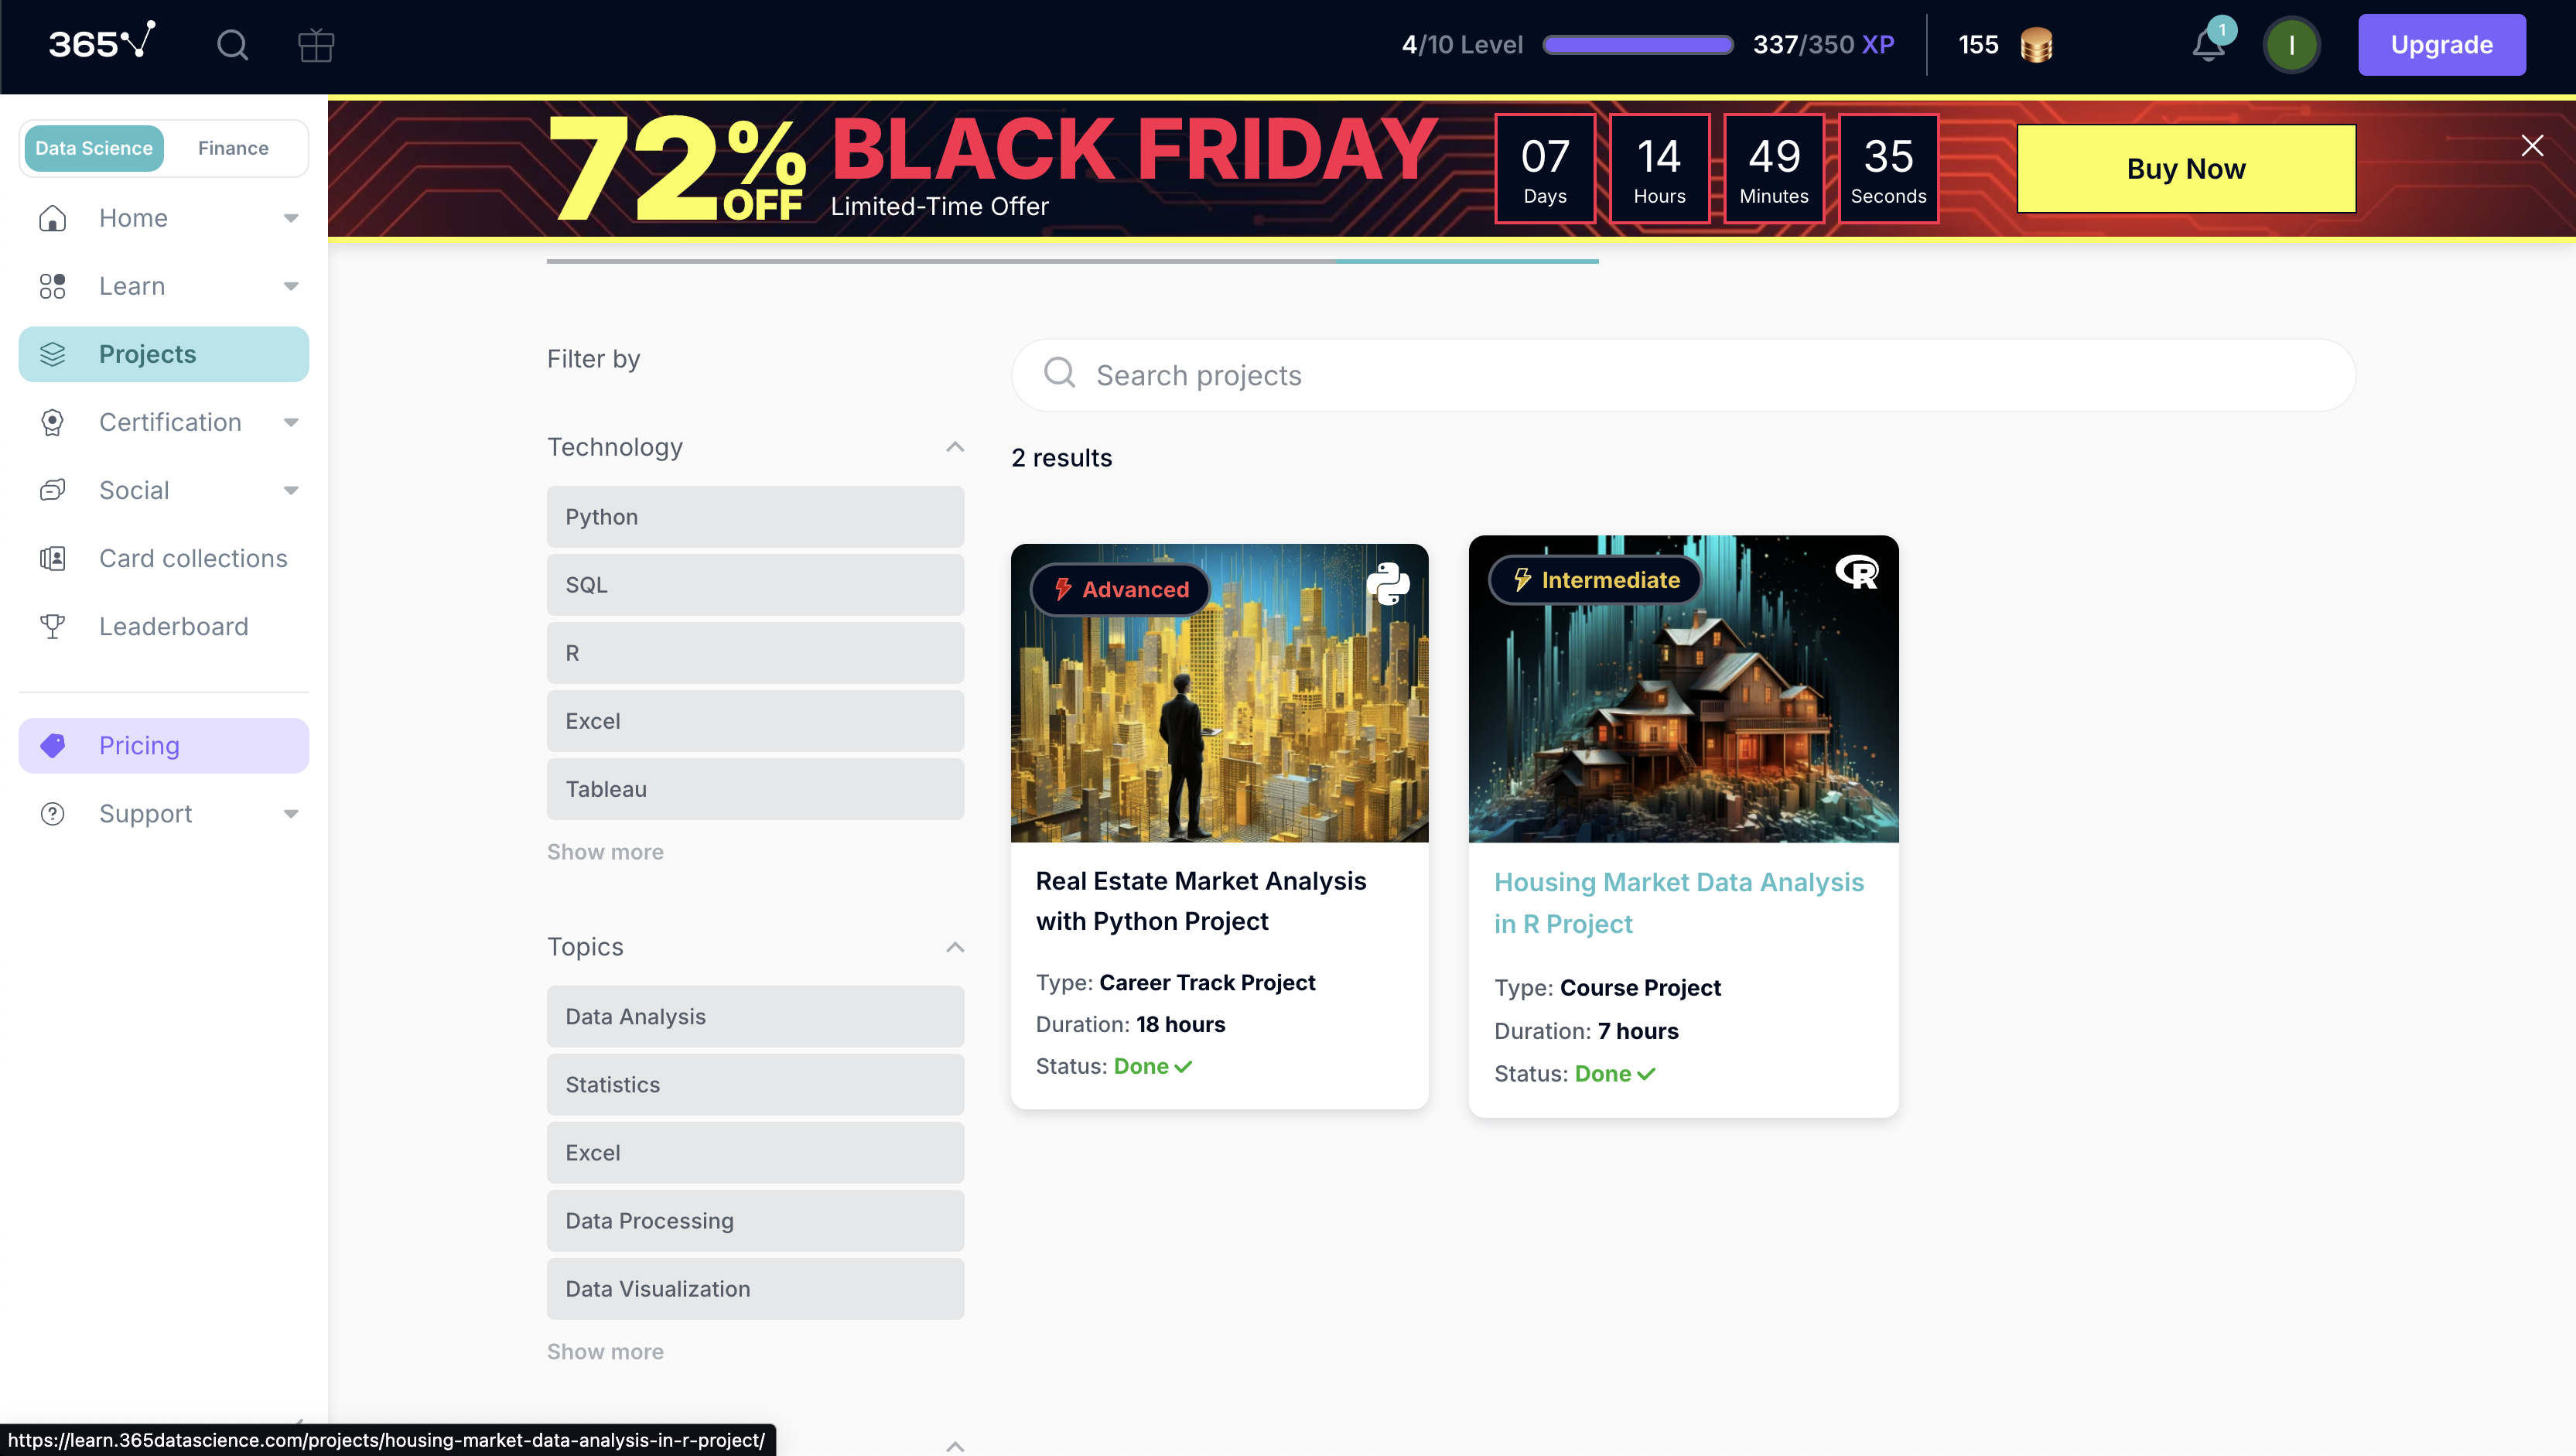 365
4/10 Level
337/350 XP
155
1
I
Upgrade
Data Science
Finance
Home
Learn
Projects
Certification
Social
Card collections
Leaderboard
Pricing
Support
72% OFF
BLACK FRIDAY
Limited-Time Offer
07
Days
14
Hours
49
Minutes
35
Seconds
Buy Now
Filter by
Technology
Python
SQL
R
Excel
Tableau
Show more
Topics
Data Analysis
Statistics
Excel
Data Processing
Data Visualization
Show more
Search projects
2 results
Advanced
Real Estate Market Analysis
with Python Project
Type: Career Track Project
Duration: 18 hours
Status: Done
Intermediate
R
Housing Market Data Analysis
in R Project
Type: Course Project
Duration: 7 hours
Status: Done
https://learn.365datascience.com/projects/housing-market-data-analysis-in-r-project/